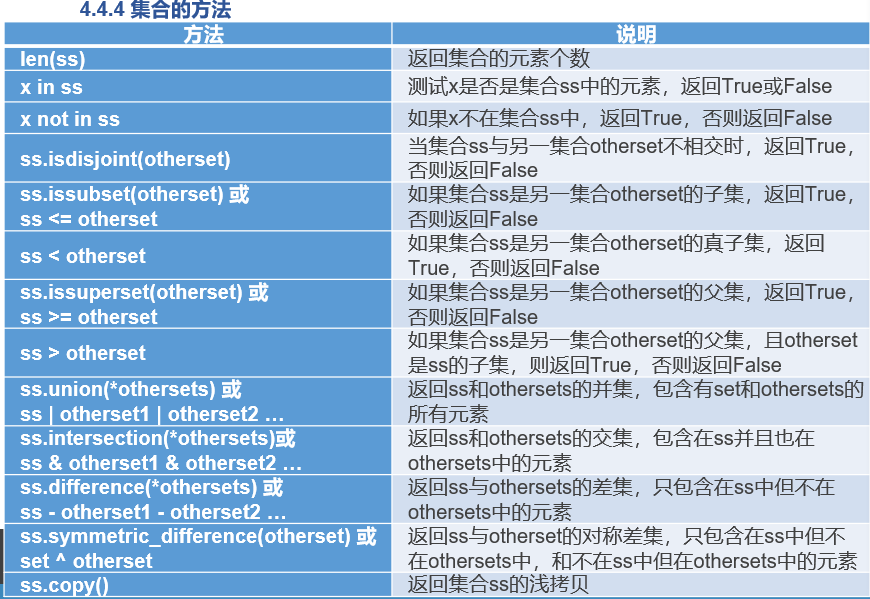 4.4.4 集合的方法
方法 说明
len(ss) 返回集合的元素个数
x in ss 测试x是否是集合ss中的元素，返回True或False
x not in ss 如果x不在集合ss中，返回True，否则返回False
ss.isdisjoint(otherset)
当集合ss与另一集合otherset不相交时，返回True，
否则返回False
ss.issubset(otherset) 或
ss <= otherset
如果集合ss是另一集合otherset的子集，返回True，
否则返回False
ss < otherset
如果集合ss是另一集合otherset的真子集，返回
True，否则返回False
ss.issuperset(otherset) 或
ss >= otherset
如果集合ss是另一集合otherset的父集，返回True，
否则返回False
ss > otherset
如果集合ss是另一集合otherset的父集，且otherset
是ss的子集，则返回True，否则返回False
ss.union(*othersets) 或
ss | otherset1 | otherset2 …
返回ss和othersets的并集，包含有set和othersets的
所有元素
ss.intersection(*othersets)或
ss & otherset1 & otherset2 …
返回ss和othersets的交集，包含在ss并且也在
othersets中的元素
ss.difference(*othersets) 或
ss - otherset1 - otherset2 …
返回ss与othersets的差集，只包含在ss中但不在
othersets中的元素
ss.symmetric_difference(otherset) 或
set ^ otherset
返回ss与otherset的对称差集，只包含在ss中但不
在othersets中，和不在ss中但在othersets中的元素
ss.copy() 返回集合ss的浅拷贝